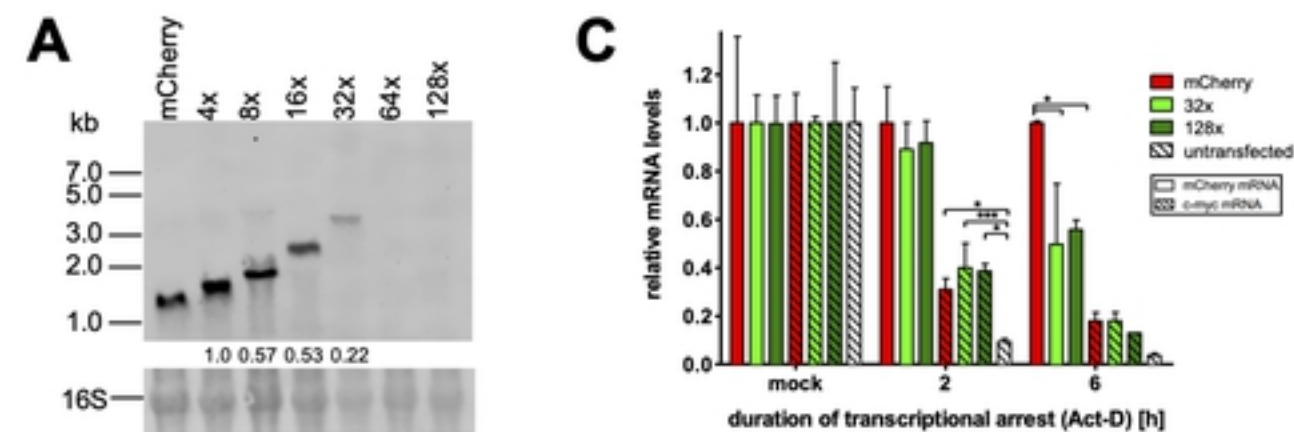 A
mCherry
4x
8x
16x
32x
64x
128x
kb
7.0
5.0
3.0
2.0
1.0
1.0 0.57 0.53 0.22
16S
C
relative mRNA levels
1.2
1.0
0.8
0.6
0.4
0.2
0.0
* *** *
*
mock 2 6
duration of transcriptional arrest (Act-D) [h]
mCherry
32x
128x
untransfected
mCherry mRNA
c-myc mRNA